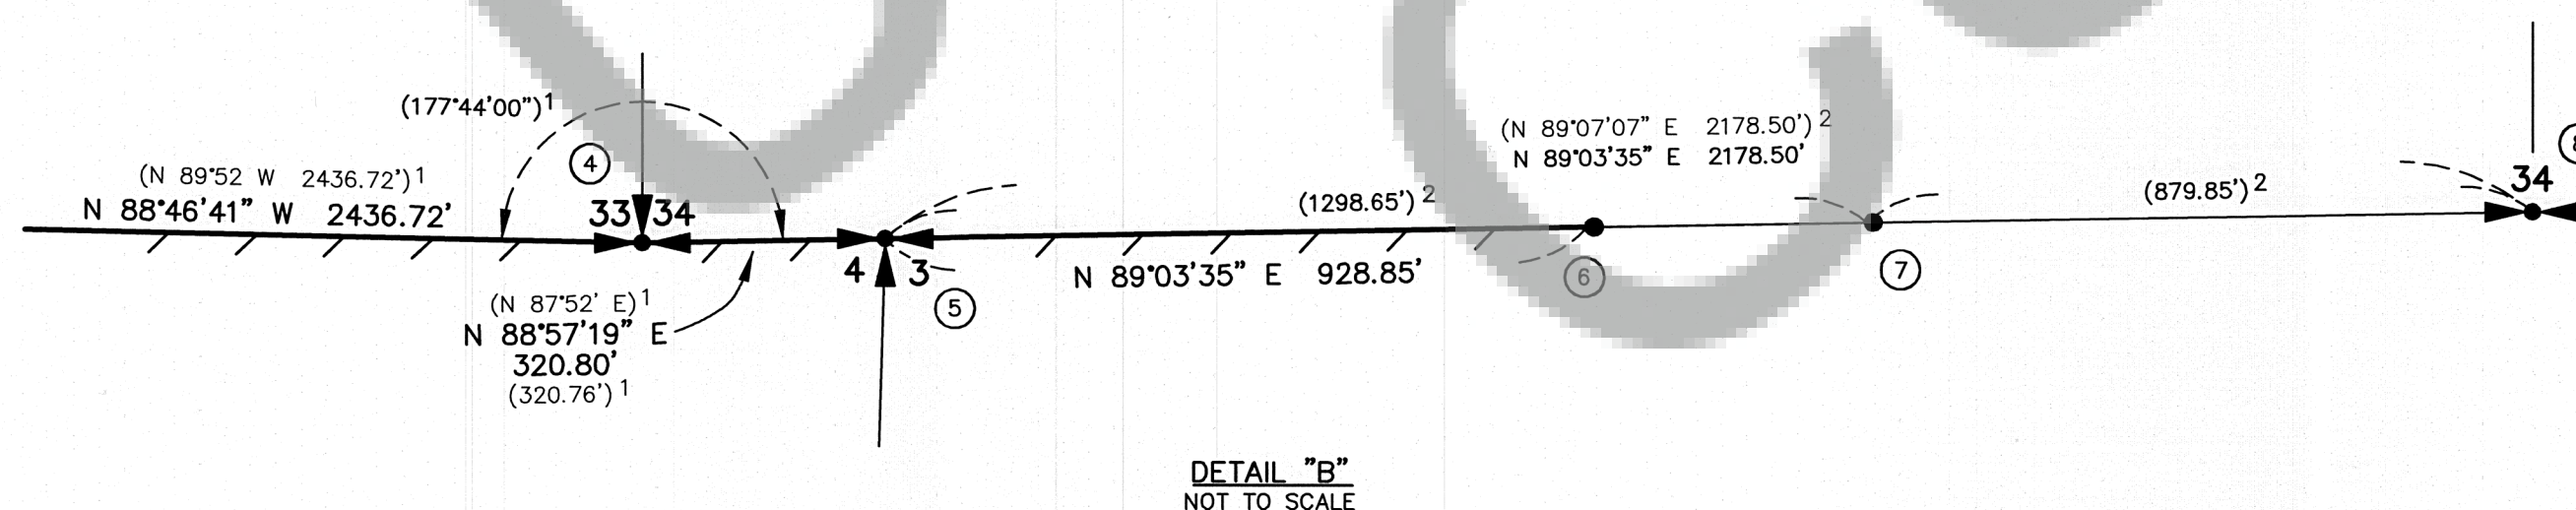 (177°44'00")1
4
(N 89°52 W 2436.72')1
N 88°46'41" W 2436.72'
33 34
(N 87°52' E)1
N 88°57'19" E
320.80'
(320.76')1
4 3
5
(N 89°07'07" E 2178.50')2
N 89°03'35" E 2178.50'
(1298.65')2
N 89°03'35" E 928.85'
6
7
(879.85')2
34
DETAIL "B"
NOT TO SCALE